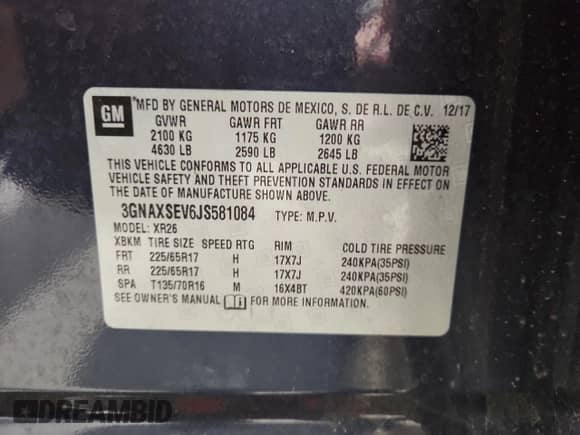 GM
*MFD BY GENERAL MOTORS DE MEXICO, S. DE R.L. DE C.V. 12/17
GVWR GAWR FRT GAWR RR
2100 KG 1175 KG 1200 KG
4630 LB 2590 LB 2645 LB
THIS VEHICLE CONFORMS TO ALL APPLICABLE U.S. FEDERAL MOTOR
VEHICLE SAFETY AND THEFT PREVENTION STANDARDS IN EFFECT ON
THE DATE OF MANUFACTURE SHOWN ABOVE.
3GNAXSEV6JS581084 TYPE: M.P.V.
MODEL: XR26
XBKM TIRE SIZE SPEED RTG RIM COLD TIRE PRESSURE
FRT 225/65R17 H 17X7J 240KPA(35PSI)
RR 225/65R17 H 17X7J 240KPA(35PSI)
SPA T135/70R16 M 16X4BT 420KPA(60PSI)
SEE OWNER'S MANUAL FOR MORE INFORMATION.
DREAMBID